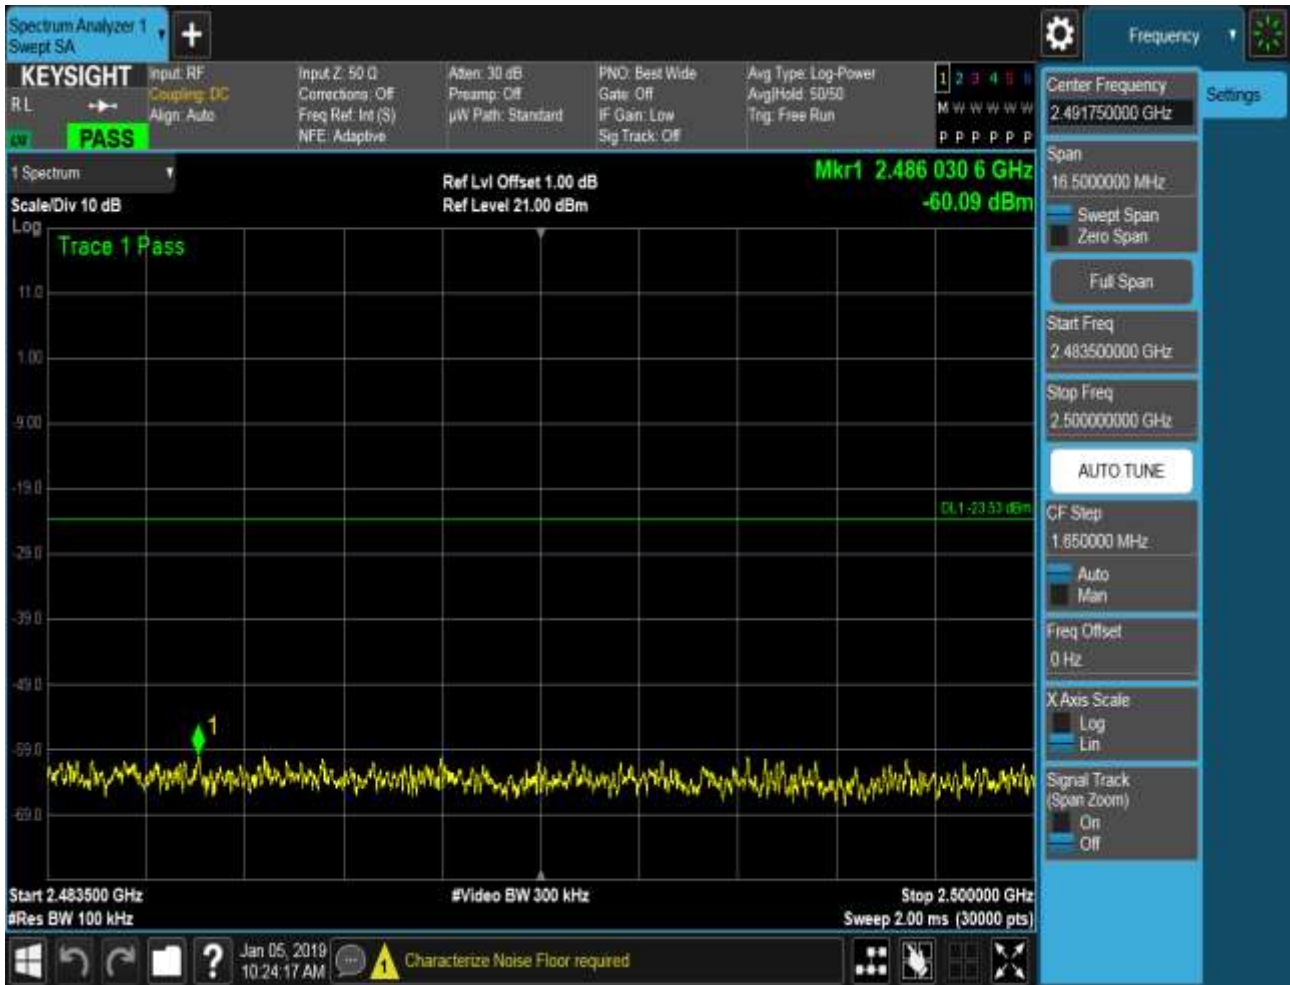 Spectrum Analyzer 1
Swept SA
+
Frequency
KEYSIGHT
R L
PASS
Input: RF
Coupling: DC
Align: Auto
Input Z: 50 Ω
Corrections: Off
Freq Ref: Int (S)
NFE: Adaptive
Atten: 30 dB
Preamp: Off
µW Path: Standard
PNO: Best Wide
Gate: Off
IF Gain: Low
Sig Track: Off
Avg Type: Log-Power
Avg|Hold: 50/50
Trig: Free Run
1 2 3 4 5 6
M W W W W W
P P P P P P
1 Spectrum
Scale/Div 10 dB
Log
Ref Lvl Offset 1.00 dB
Ref Level 21.00 dBm
Mkr1 2.486 030 6 GHz
-60.09 dBm
Trace 1 Pass
11.0
1.00
-9.00
-19.0
DL1 -23.53 dBm
-29.0
-39.0
-49.0
1
-59.0
-69.0
Start 2.483500 GHz
#Res BW 100 kHz
#Video BW 300 kHz
Stop 2.500000 GHz
Sweep 2.00 ms (30000 pts)
?
Jan 05, 2019
10:24:17 AM
1
Characterize Noise Floor required
Center Frequency
2.491750000 GHz
Settings
Span
16.5000000 MHz
Swept Span
Zero Span
Full Span
Start Freq
2.483500000 GHz
Stop Freq
2.500000000 GHz
AUTO TUNE
CF Step
1.650000 MHz
Auto
Man
Freq Offset
0 Hz
X Axis Scale
Log
Lin
Signal Track
(Span Zoom)
On
Off